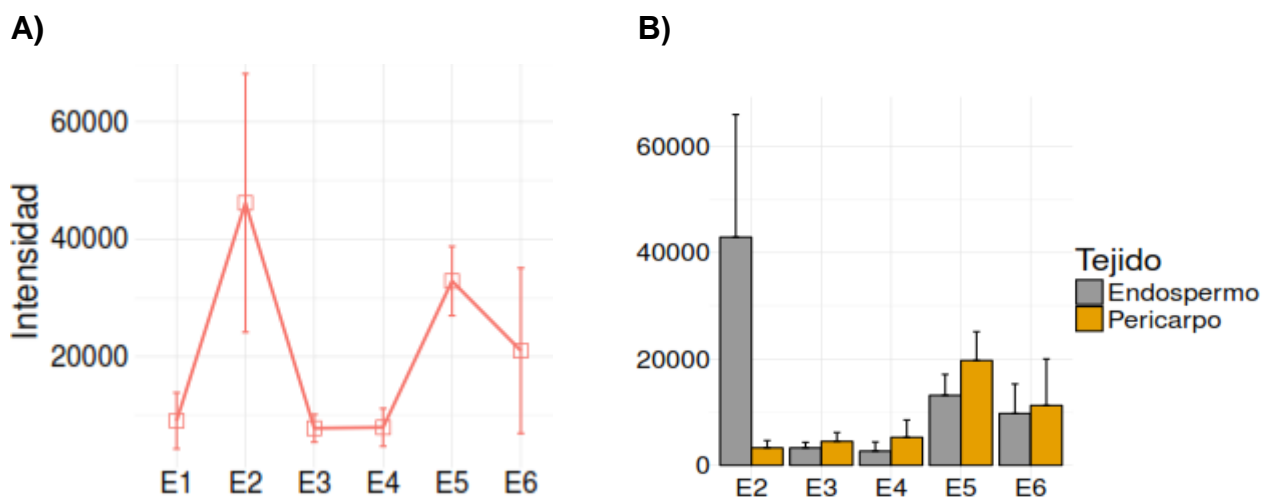 A)
B)
Intensidad
60000
40000
20000
E1 E2 E3 E4 E5 E6
60000
40000
20000
0
E2 E3 E4 E5 E6
Tejido
Endospermo
Pericarpo